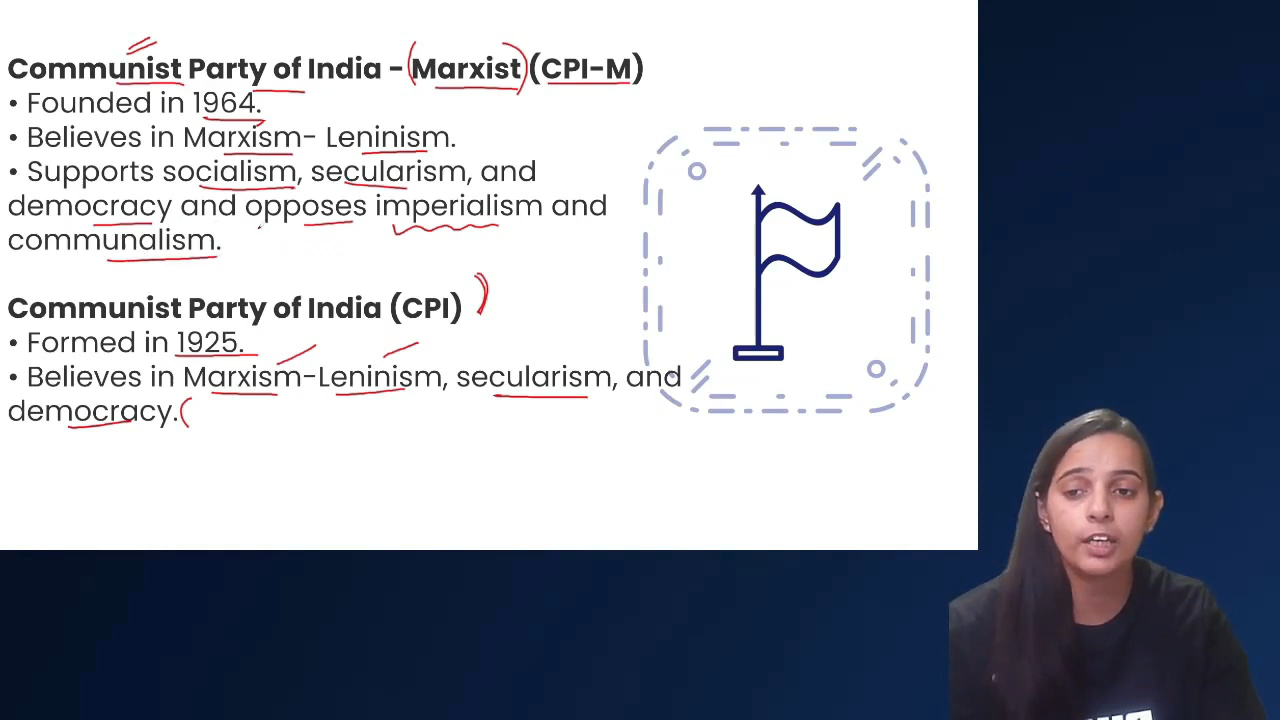 Communist Party of India - (Marxist) (CPI-M)
• Founded in 1964.
• Believes in Marxism- Leninism.
• Supports socialism, secularism, and
democracy and opposes imperialism and
communalism.
Communist Party of India (CPI)
• Formed in 1925.
• Believes in Marxism-Leninism, secularism, and
democracy.